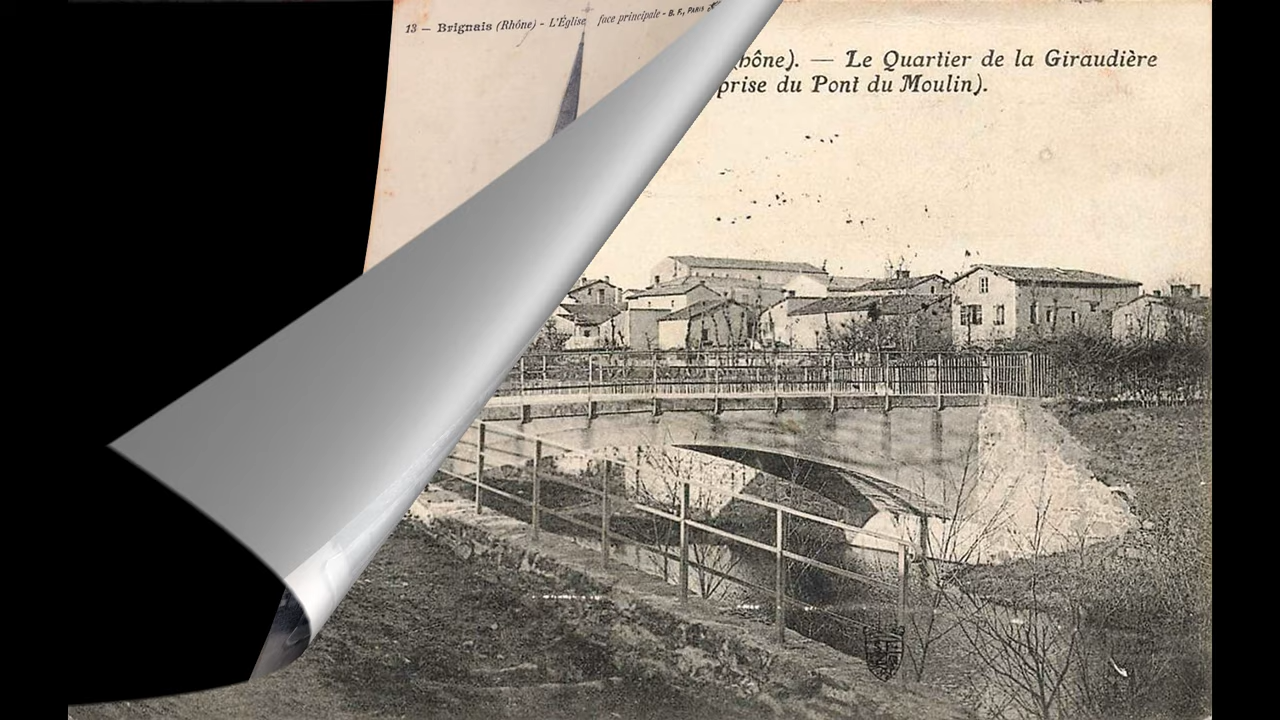 13 — Brignais (Rhône) - L'Église, face principale - B. F., PARIS
hône). — Le Quartier de la Giraudière
prise du Pont du Moulin).